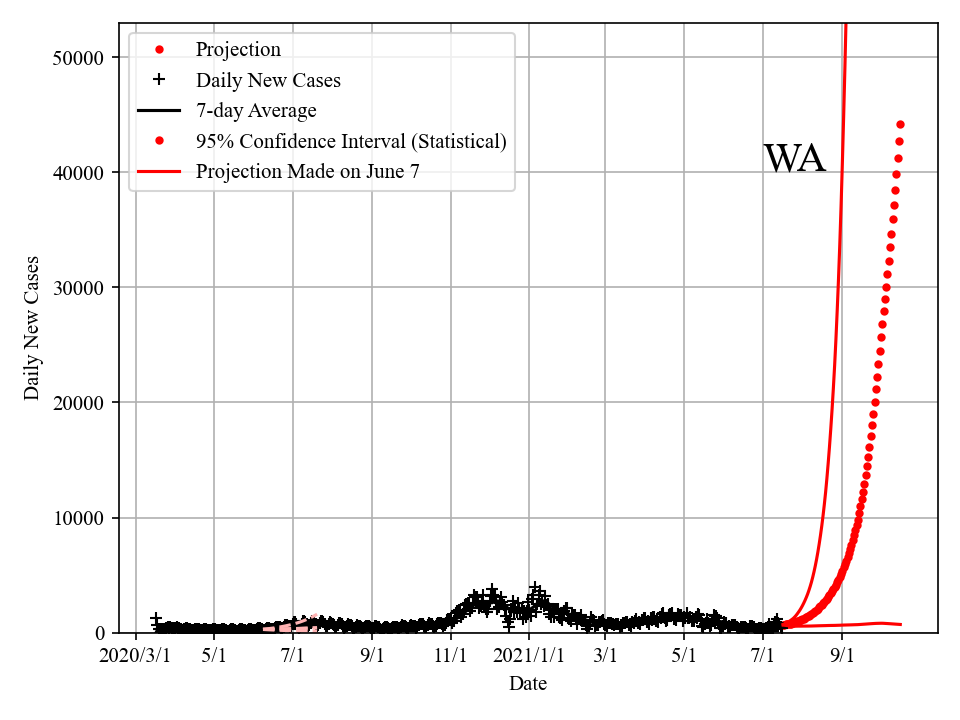 Projection
Daily New Cases
7-day Average
95% Confidence Interval (Statistical)
Projection Made on June 7
WA
50000
40000
30000
20000
10000
0
Daily New Cases
2020/3/1 5/1 7/1 9/1 11/1 2021/1/1 3/1 5/1 7/1 9/1
Date